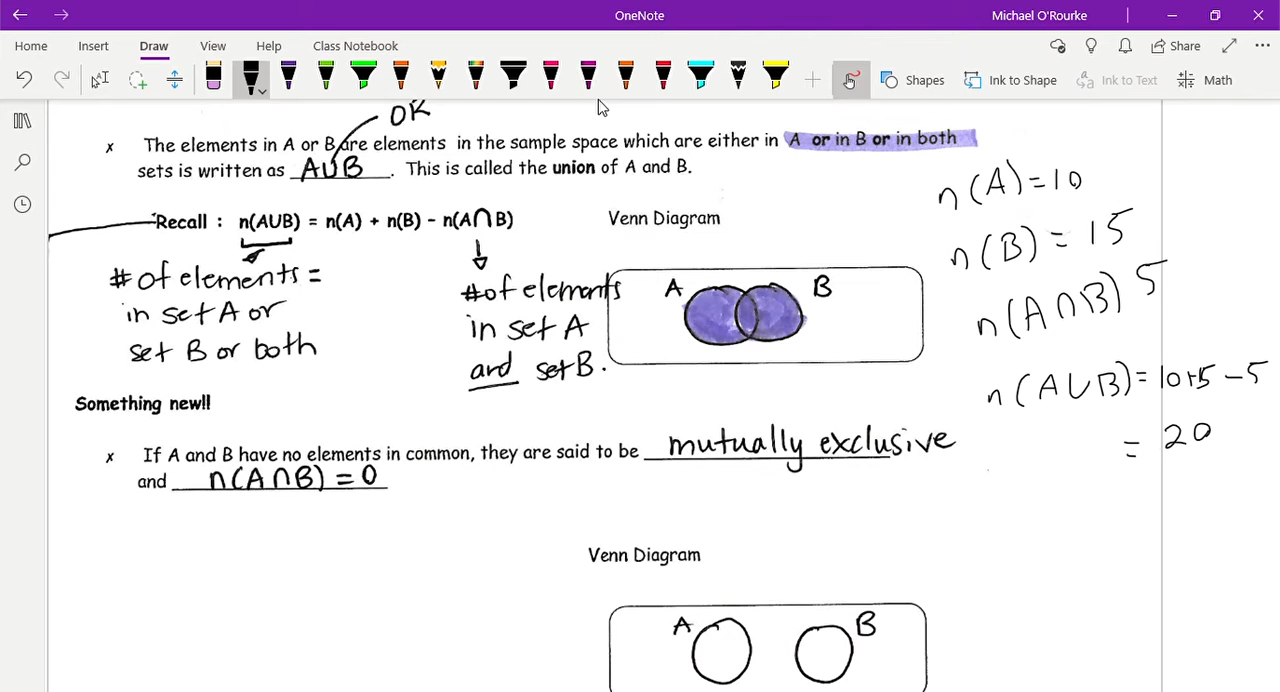 OneNote
Michael O'Rourke
Home Insert Draw View Help Class Notebook
Share
Shapes Ink to Shape Ink to Text Math
OR
x The elements in A or B are elements in the sample space which are either in A or in B or in both
sets is written as A∪B. This is called the union of A and B.
Recall : n(A∪B) = n(A) + n(B) - n(A∩B)
# of elements =
in set A or
set B or both
# of elements
in set A
and set B.
Venn Diagram
A B
n(A)=10
n(B)=15
n(A∩B) 5
n(A∪B)=10+15-5
= 20
Something new!!
x If A and B have no elements in common, they are said to be mutually exclusive
and n(A∩B)=0
Venn Diagram
A B